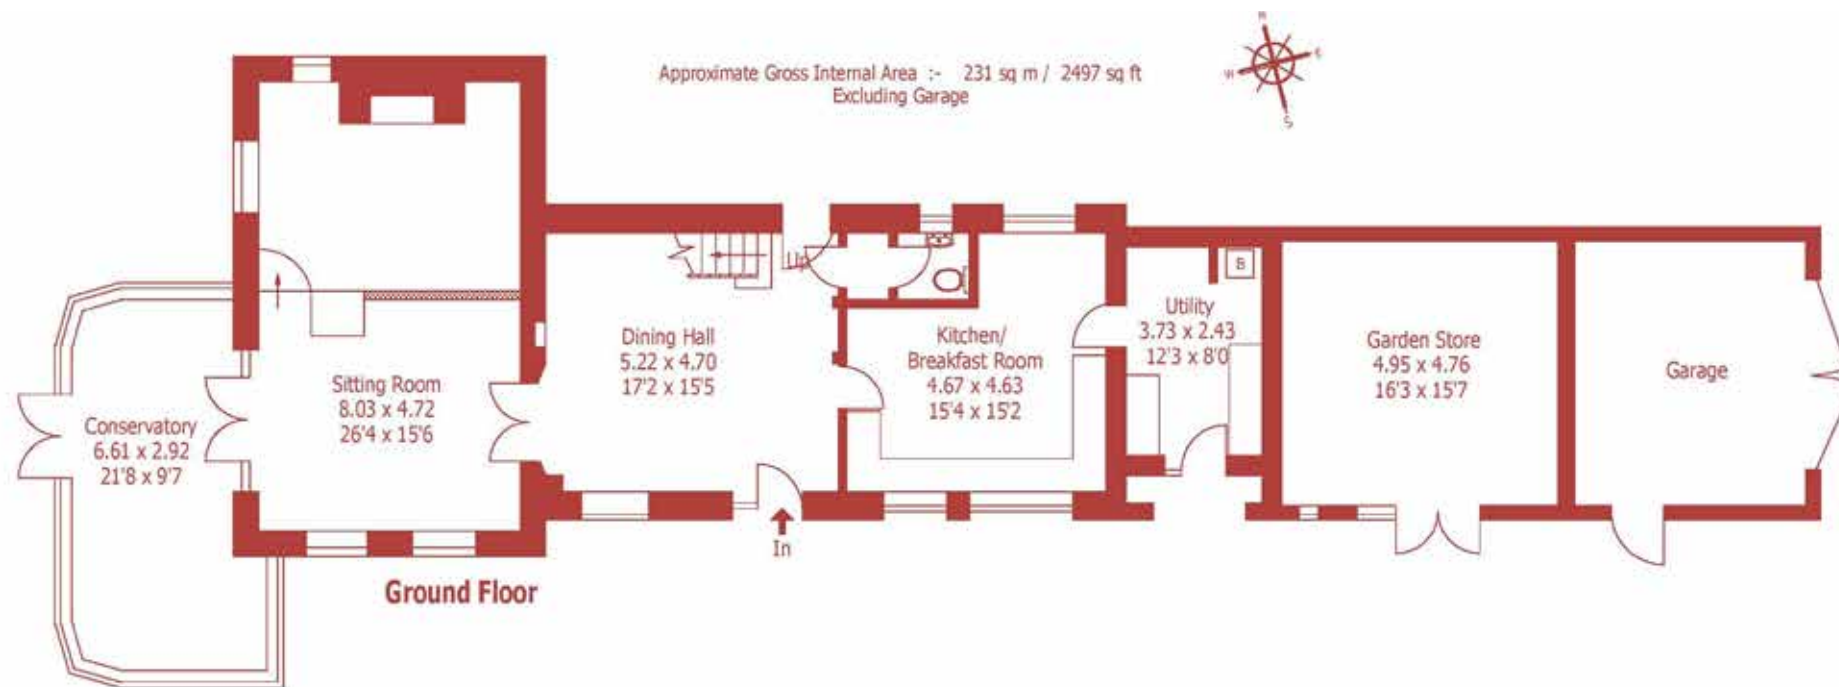 Approximate Gross Internal Area :- 231 sq m / 2497 sq ft
Excluding Garage
N
E
W
S
Up
B
Utility
3.73 x 2.43
12'3 x 8'0
Dining Hall
5.22 x 4.70
17'2 x 15'5
Kitchen/
Breakfast Room
4.67 x 4.63
15'4 x 15'2
Garden Store
4.95 x 4.76
16'3 x 15'7
Garage
Sitting Room
8.03 x 4.72
26'4 x 15'6
Conservatory
6.61 x 2.92
21'8 x 9'7
In
Ground Floor